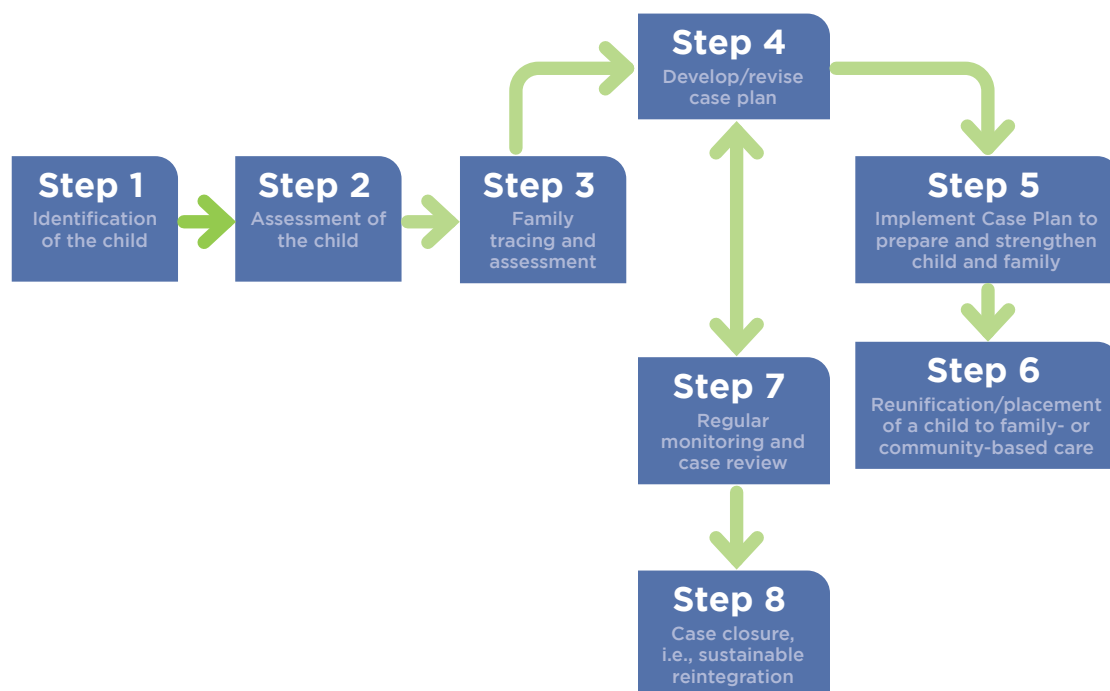 Step 1
Identification
of the child
Step 2
Assessment of
the child
Step 3
Family
tracing and
assessment
Step 4
Develop/revise
case plan
Step 5
Implement Case Plan to
prepare and strengthen
child and family
Step 6
Reunification/placement
of a child to family- or
community-based care
Step 7
Regular
monitoring and
case review
Step 8
Case closure,
i.e., sustainable
reintegration